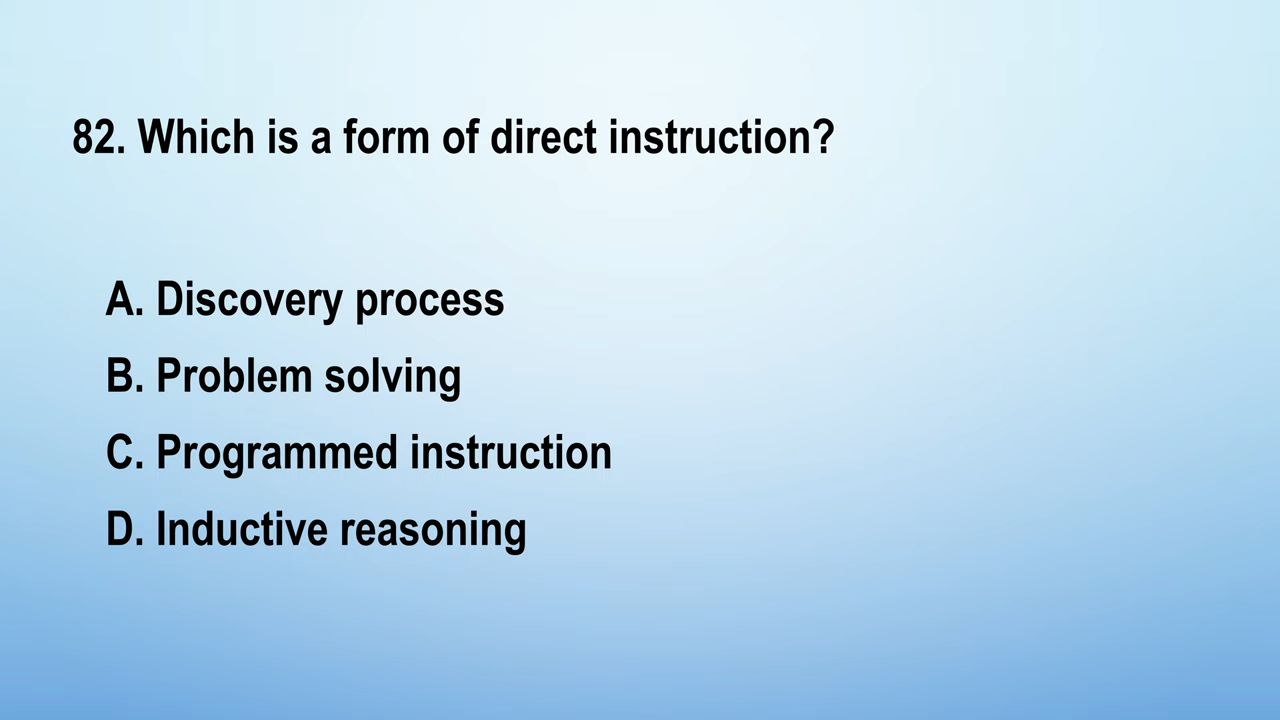 82. Which is a form of direct instruction?
A. Discovery process
B. Problem solving
C. Programmed instruction
D. Inductive reasoning